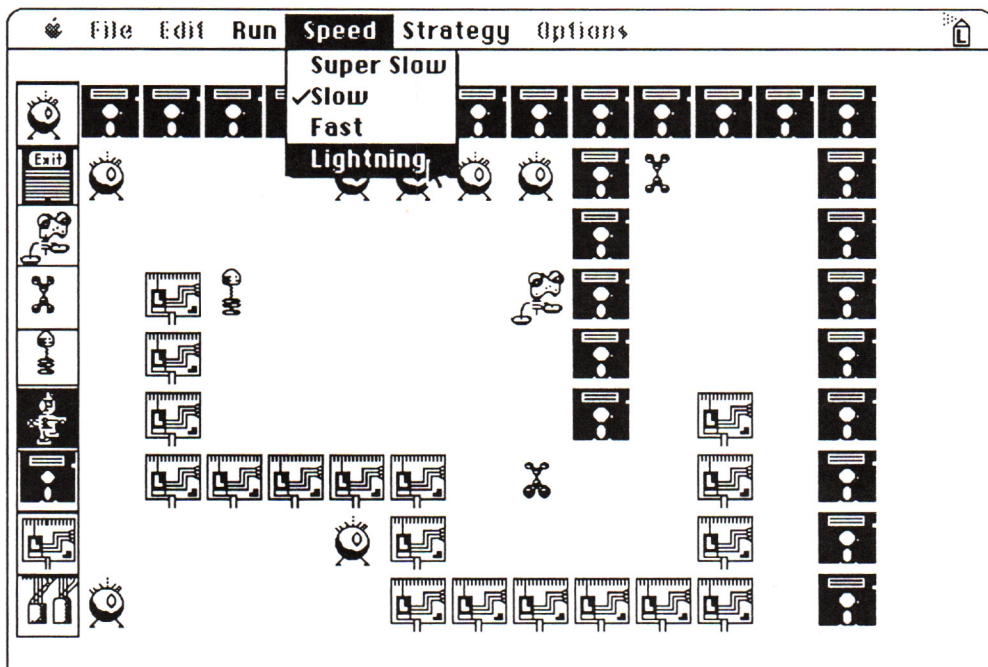 File Edit Run Speed Strategy Options
L
Super Slow
✓Slow
Fast
Exit
Lightning